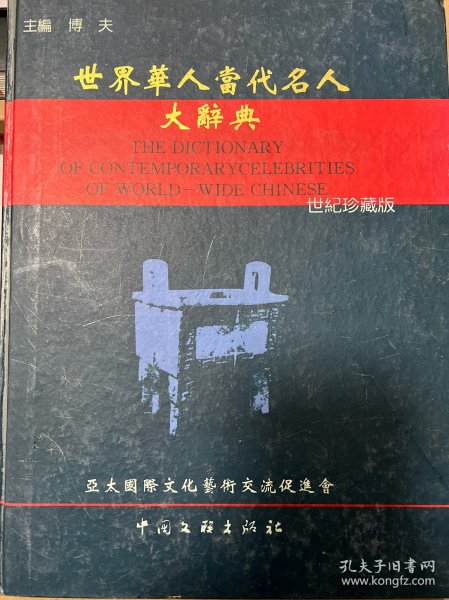 主編 博夫
世界華人當代名人
大辭典
THE DICTIONARY
OF CONTEMPORARYCELEBRITIES
OF WORLD-WIDE CHINESE
世紀珍藏版
亞太國際文化藝術交流促進會
中國文聯出版社
孔夫子旧书网
www.kongfz.com